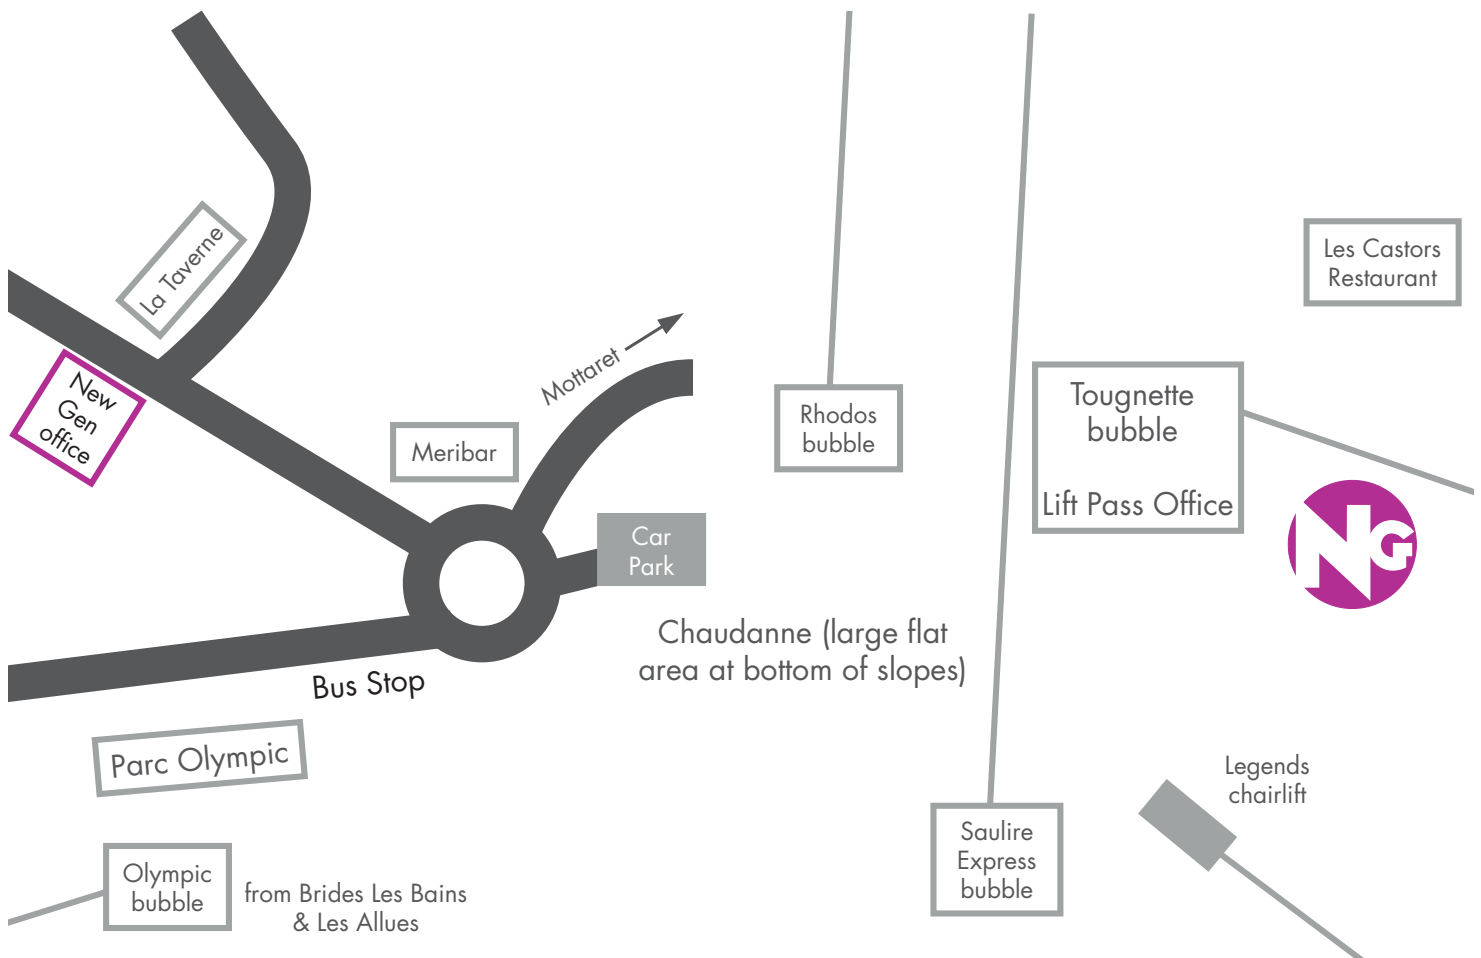 La Taverne
New
Gen
office
Mottaret
Meribar
Car
Park
Bus Stop
Parc Olympic
Olympic
bubble
from Brides Les Bains
& Les Allues
Chaudanne (large flat
area at bottom of slopes)
Rhodos
bubble
Les Castors
Restaurant
Tougnette
bubble
Lift Pass Office
NG
Saulire
Express
bubble
Legends
chairlift